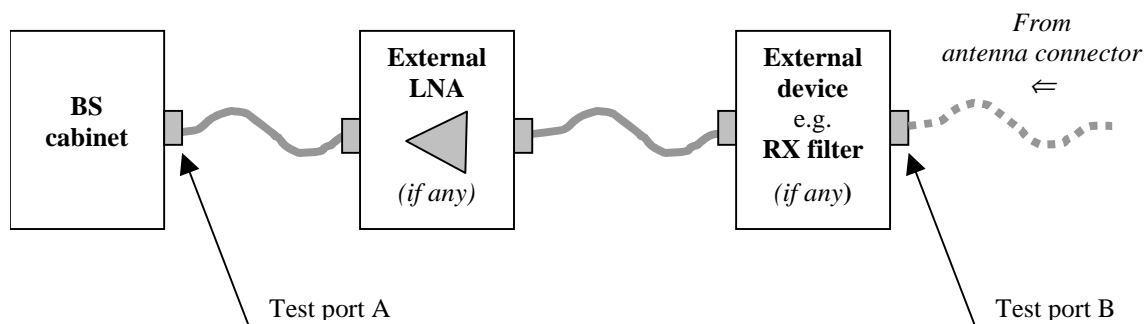 BS
cabinet
External
LNA
(if any)
External
device
e.g.
RX filter
(if any)
From
antenna connector
⇐
Test port A
Test port B